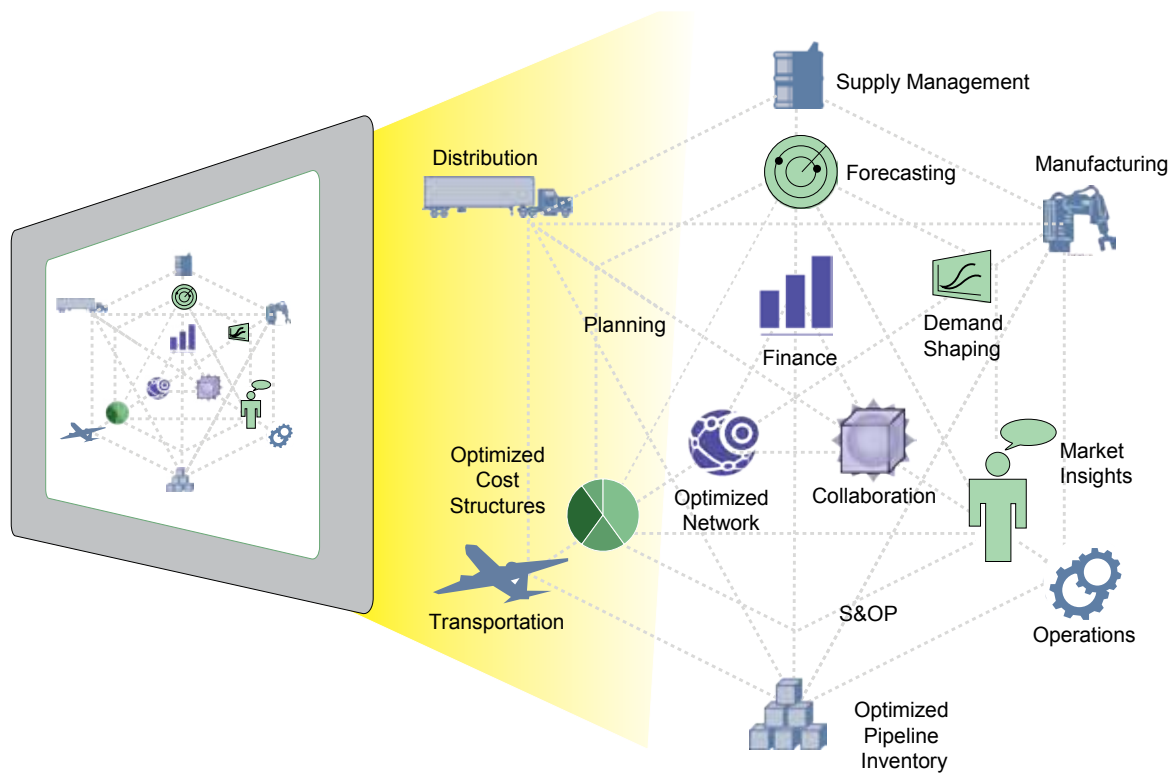 Supply Management
Distribution
Forecasting
Manufacturing
Planning
Finance
Demand
Shaping
Optimized
Cost
Structures
Optimized
Network
Collaboration
Market
Insights
Transportation
S&OP
Operations
Optimized
Pipeline
Inventory